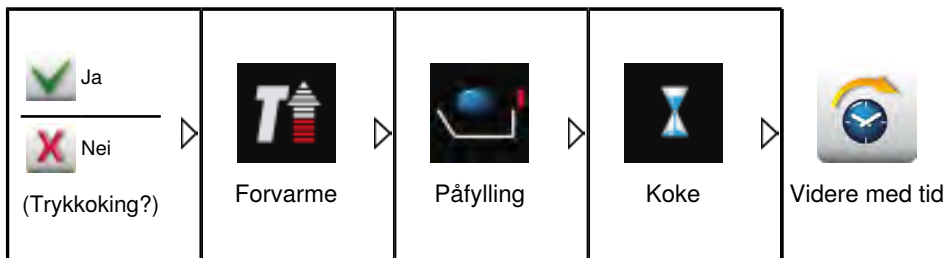 Ja
Nei
(Trykkoking?)
T
Forvarme
Påfylling
Koke
Videre med tid